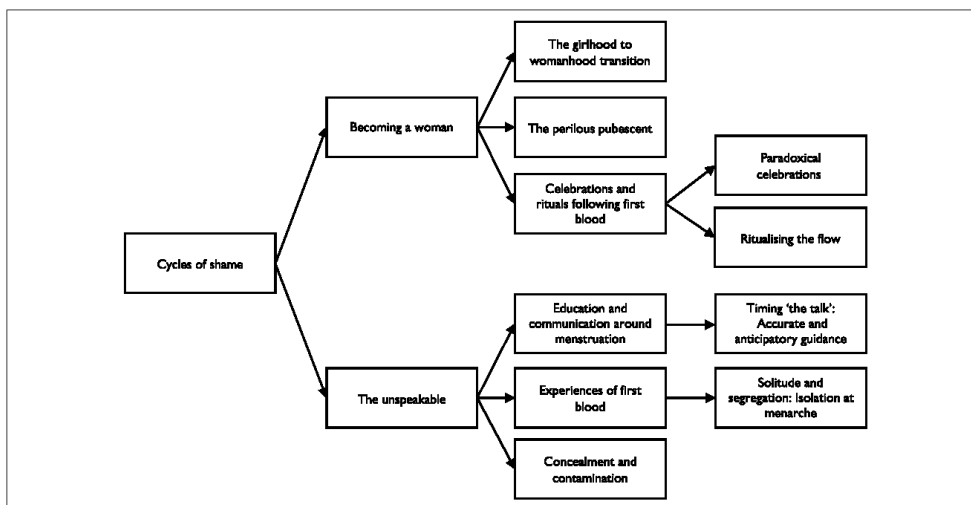 The girlhood to
womanhood transition
Becoming a woman
The perilous pubescent
Paradoxical
celebrations
Celebrations and
rituals following first
blood
Ritualising the flow
Cycles of shame
Education and
communication around
menstruation
Timing ‘the talk’:
Accurate and
anticipatory guidance
The unspeakable
Experiences of first
blood
Solitude and
segregation: Isolation at
menarche
Concealment and
contamination